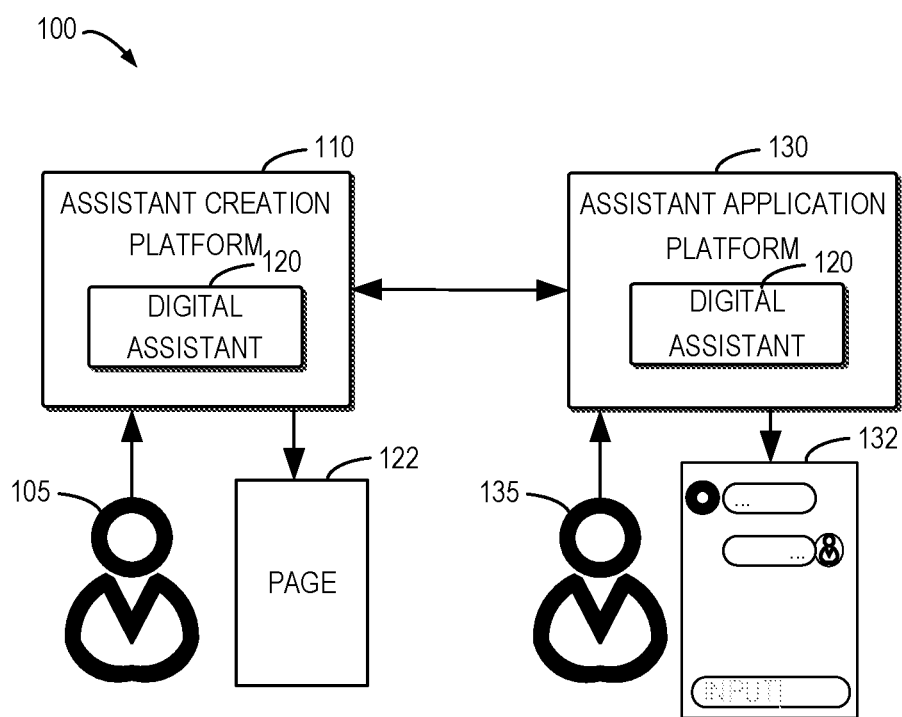 100
110
ASSISTANT CREATION
PLATFORM
120
DIGITAL
ASSISTANT
130
ASSISTANT APPLICATION
PLATFORM
120
DIGITAL
ASSISTANT
105
122
PAGE
135
132
...
...
INPUT